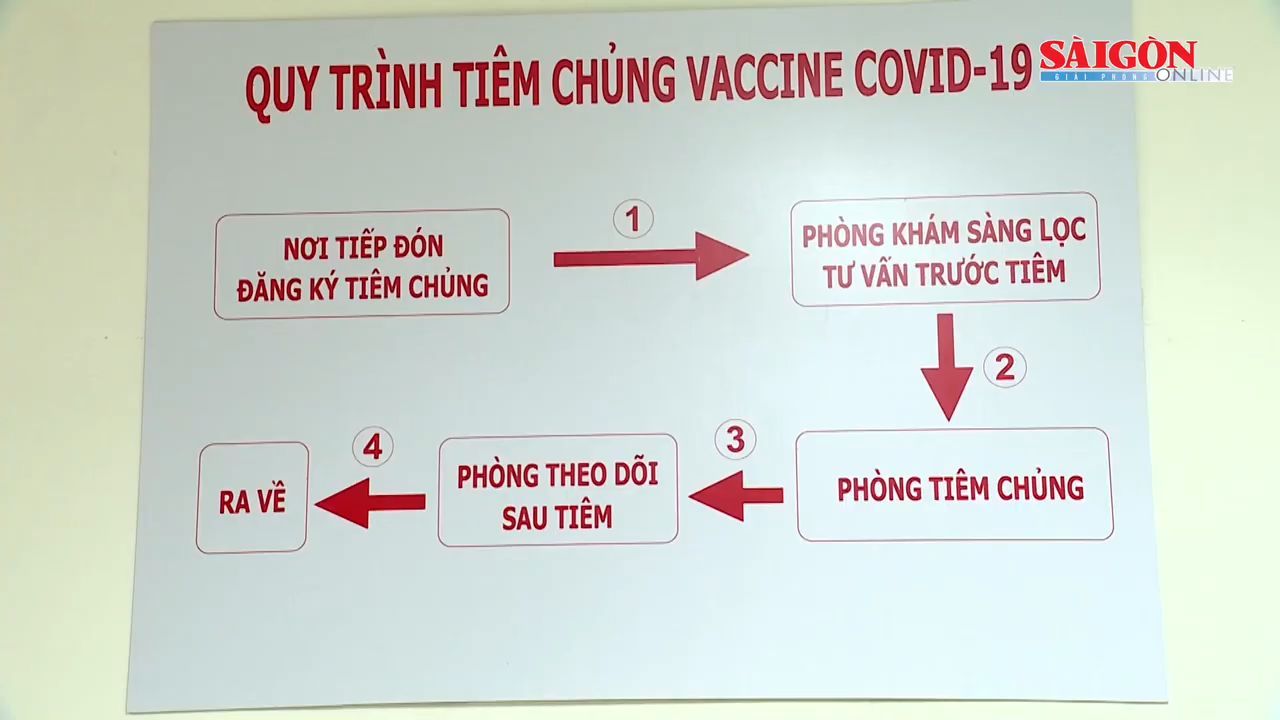 QUY TRÌNH TIÊM CHỦNG VACCINE COVID-19
SÀI GÒN
GIẢI PHÓNG ONLINE
NƠI TIẾP ĐÓN
ĐĂNG KÝ TIÊM CHỦNG
1
PHÒNG KHÁM SÀNG LỌC
TƯ VẤN TRƯỚC TIÊM
2
PHÒNG TIÊM CHỦNG
3
PHÒNG THEO DÕI
SAU TIÊM
4
RA VỀ